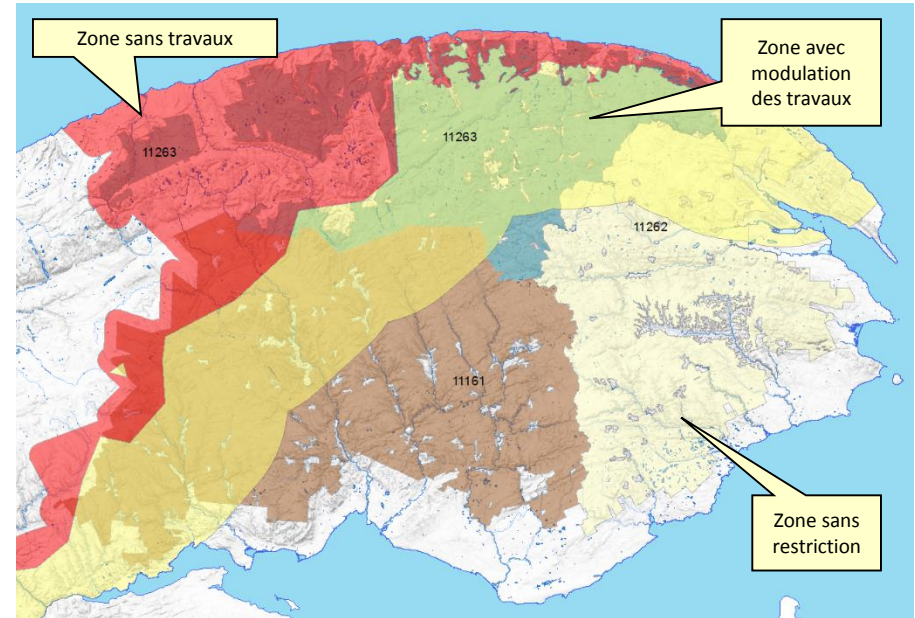 Zone sans travaux
Zone avec
modulation
des travaux
11263
11263
11262
11161
Zone sans
restriction